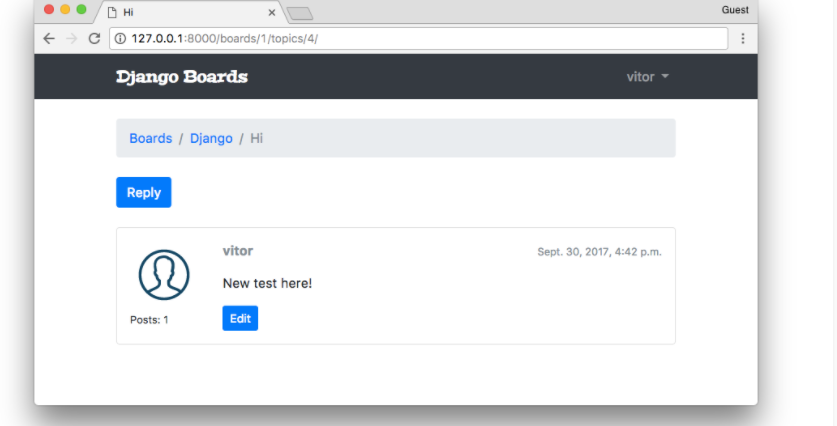 Hi
Guest
127.0.0.1:8000/boards/1/topics/4/
Django Boards
vitor
Boards / Django / Hi
Reply
vitor
Sept. 30, 2017, 4:42 p.m.
New test here!
Posts: 1
Edit